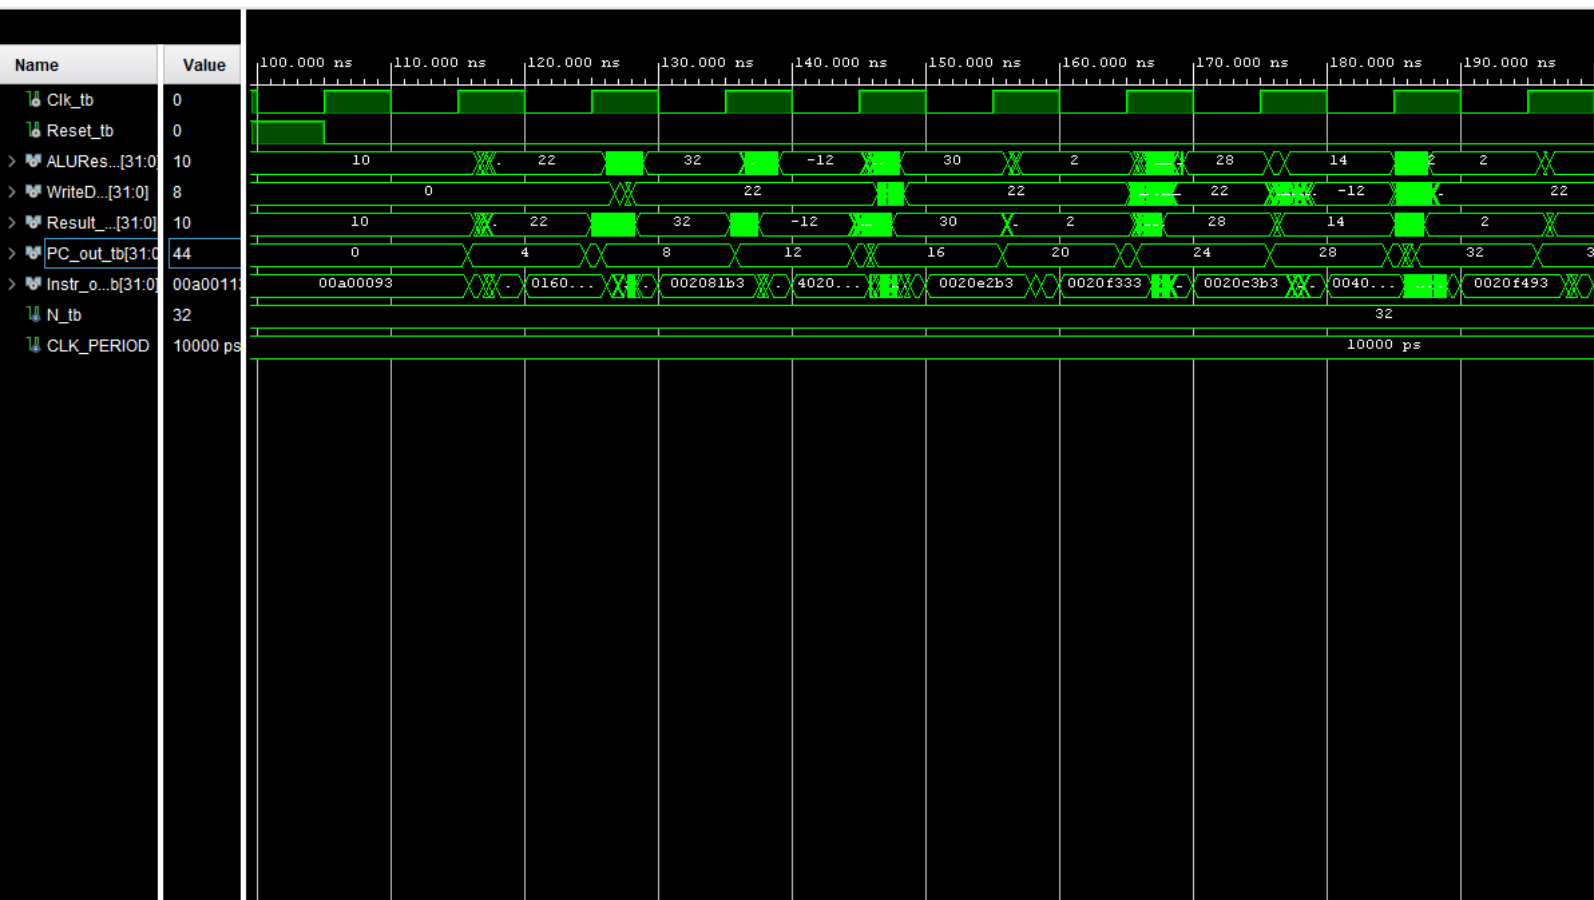 Name Value 100.000 ns 110.000 ns 120.000 ns 130.000 ns 140.000 ns 150.000 ns 160.000 ns 170.000 ns 180.000 ns 190.000 ns
Clk_tb 0
Reset_tb 0
ALURes...[31:0] 10 10 22 32 -12 30 2 28 14 2 2
WriteD...[31:0] 8 0 22 22 22 -12 22
Result_...[31:0] 10 10 22 32 -12 30 2 28 14 2
PC_out_tb[31:0 44 0 4 8 12 16 20 24 28 32 3
Instr_o...b[31:0] 00a0011 00a00093 0160... 002081b3 4020... 0020e2b3 0020f333 0020c3b3 0040... 0020f493
N_tb 32 32
CLK_PERIOD 10000 ps 10000 ps